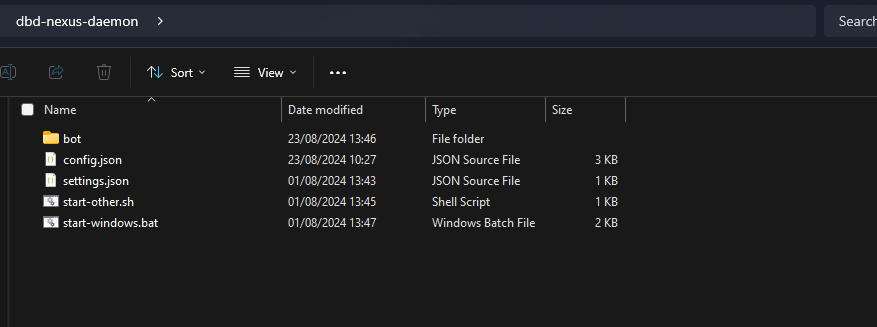 dbd-nexus-daemon > Search
Sort View
Name Date modified Type Size
bot 23/08/2024 13:46 File folder
config.json 23/08/2024 10:27 JSON Source File 3 KB
settings.json 01/08/2024 13:43 JSON Source File 1 KB
start-other.sh 01/08/2024 13:45 Shell Script 1 KB
start-windows.bat 01/08/2024 13:47 Windows Batch File 2 KB